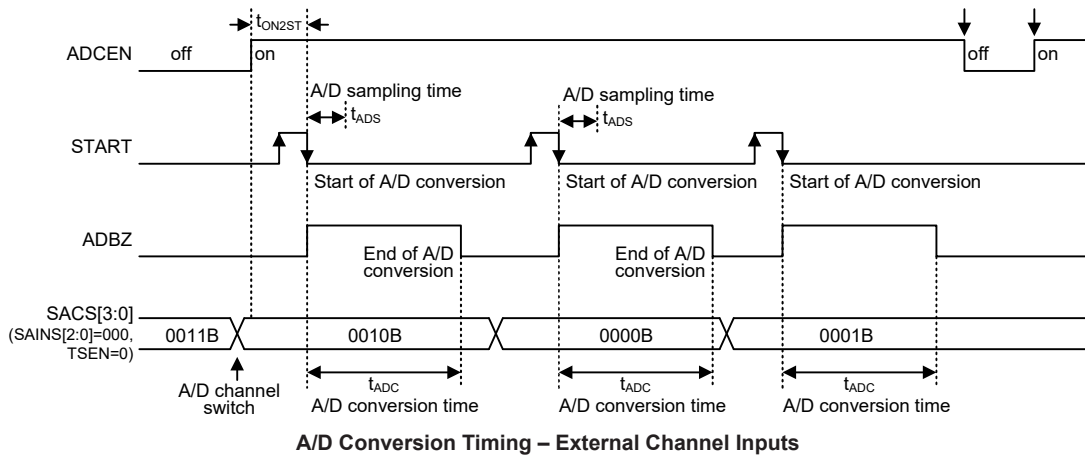 tON2ST
ADCEN
off
on
off
on
A/D sampling time
tADS
A/D sampling time
tADS
START
Start of A/D conversion
Start of A/D conversion
Start of A/D conversion
ADBZ
End of A/D
conversion
End of A/D
conversion
SACS[3:0]
(SAINS[2:0]=000,
TSEN=0)
0011B
0010B
0000B
0001B
A/D channel
switch
tADC
A/D conversion time
tADC
A/D conversion time
tADC
A/D conversion time
A/D Conversion Timing – External Channel Inputs